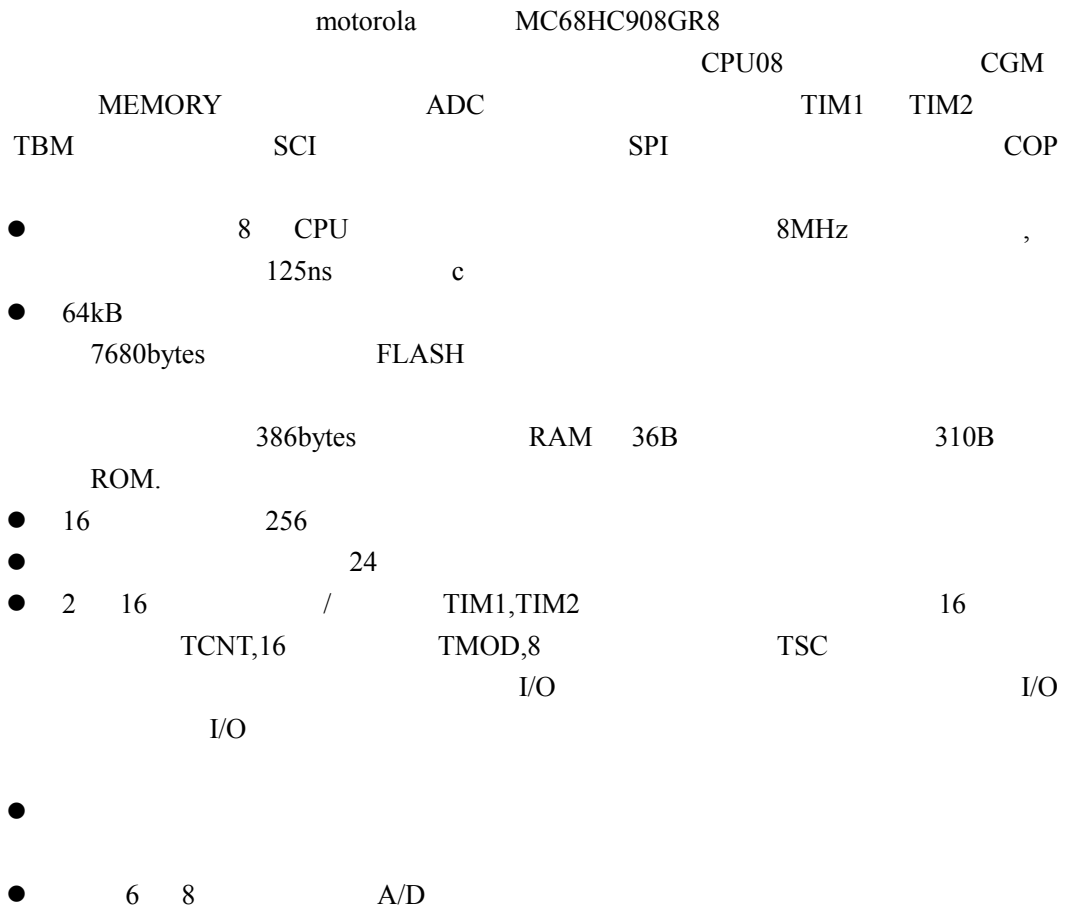 motorola MC68HC908GR8
CPU08 CGM
MEMORY ADC TIM1 TIM2
TBM SCI SPI COP
● 8 CPU 8MHz ,
125ns c
● 64kB
7680bytes FLASH
386bytes RAM 36B 310B
ROM.
● 16 256
● 24
● 2 16 / TIM1,TIM2 16
TCNT,16 TMOD,8 TSC
I/O I/O
I/O
●
● 6 8 A/D